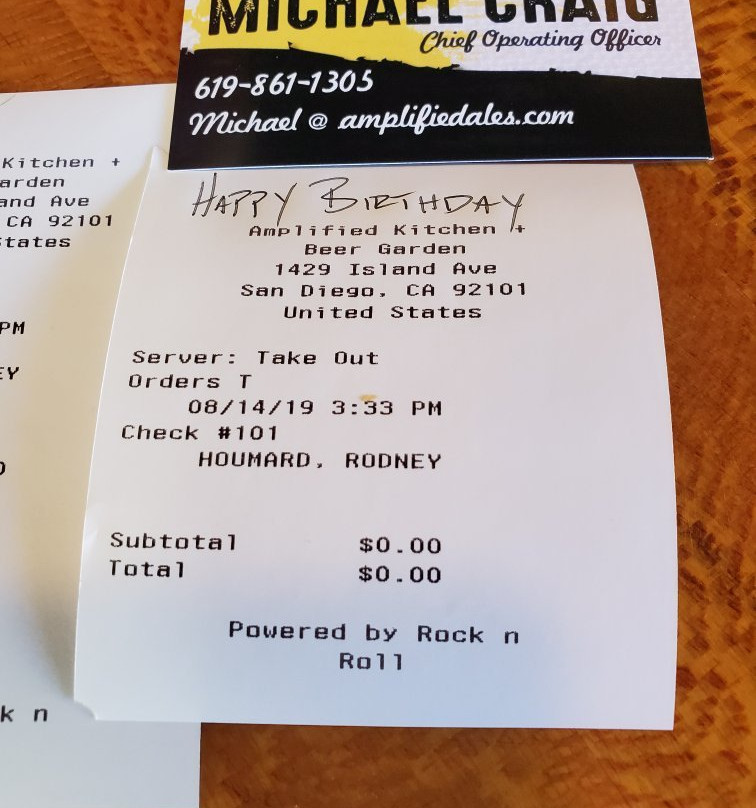 MICHAEL CRAIG
Chief Operating Officer
619-861-1305
Michael @ amplifiedales.com
Kitchen +
arden
and Ave
CA 92101
tates
PM
EY
k n
HAPPY BIRTHDAY
Amplified Kitchen +
Beer Garden
1429 Island Ave
San Diego, CA 92101
United States
Server: Take Out
Orders T
08/14/19 3:33 PM
Check #101
HOUMARD, RODNEY
Subtotal $0.00
Total $0.00
Powered by Rock n
Roll